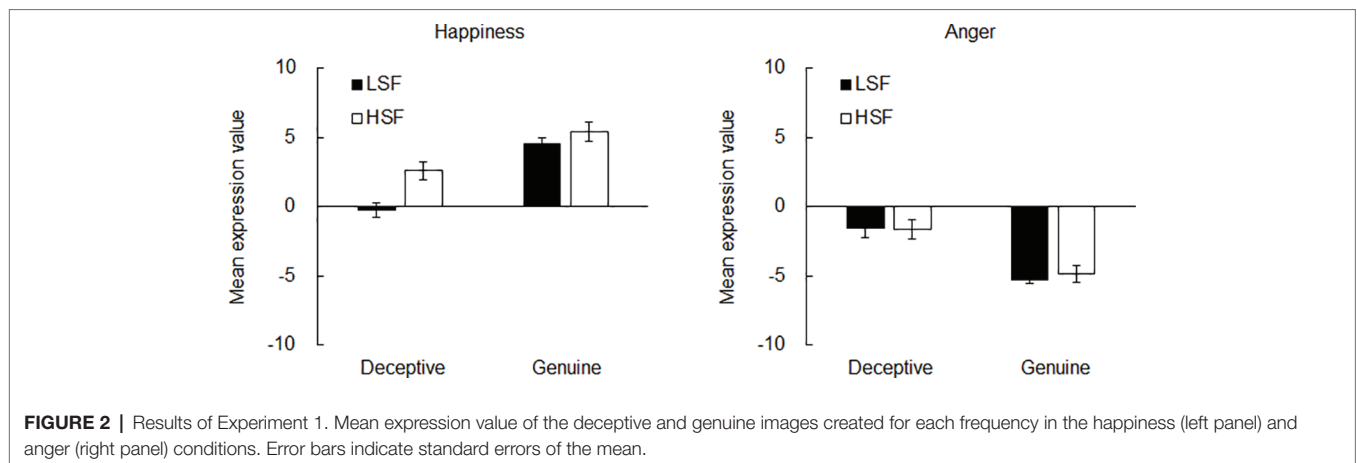 Happiness
10
LSF
HSF
5
0
-5
-10
Mean expression value
Deceptive Genuine
Anger
10
LSF
HSF
5
0
-5
-10
Mean expression value
Deceptive Genuine
FIGURE 2 | Results of Experiment 1. Mean expression value of the deceptive and genuine images created for each frequency in the happiness (left panel) and
anger (right panel) conditions. Error bars indicate standard errors of the mean.